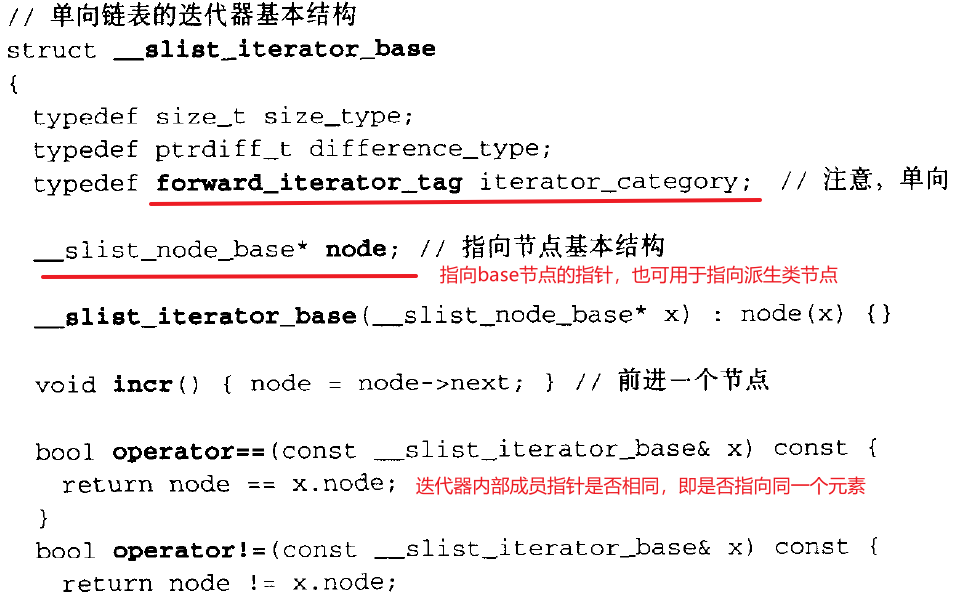 // 单向链表的迭代器基本结构
struct __slist_iterator_base
{
typedef size_t size_type;
typedef ptrdiff_t difference_type;
typedef forward_iterator_tag iterator_category; // 注意，单向
__slist_node_base* node; // 指向节点基本结构
指向base节点的指针，也可用于指向派生类节点
__slist_iterator_base(__slist_node_base* x) : node(x) {}
void incr() { node = node->next; } // 前进一个节点
bool operator==(const __slist_iterator_base& x) const {
return node == x.node; 迭代器内部成员指针是否相同，即是否指向同一个元素
}
bool operator!=(const __slist_iterator_base& x) const {
return node != x.node;